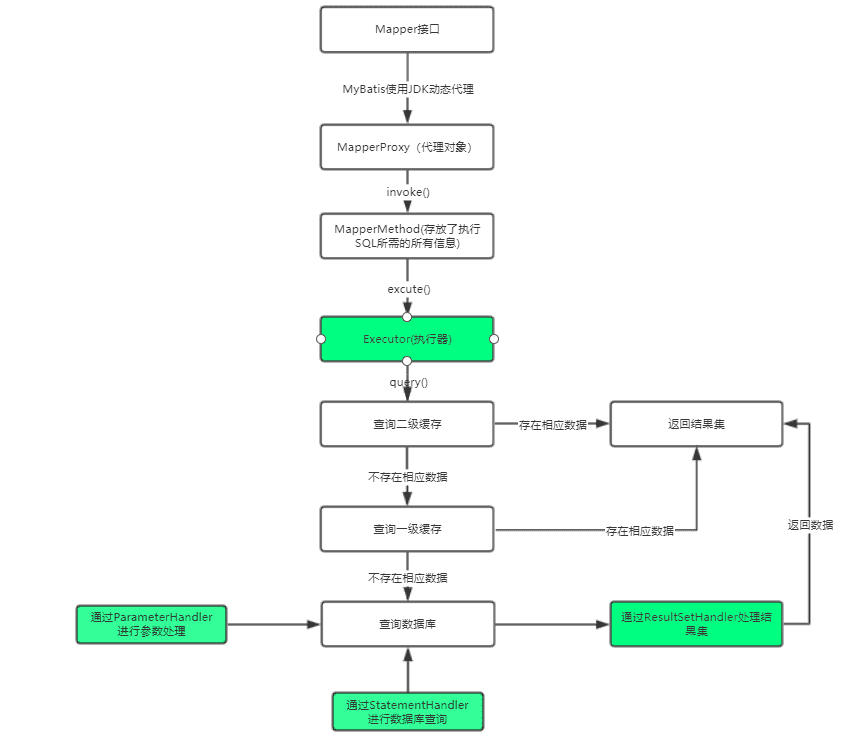 Mapper接口
MyBatis使用JDK动态代理
MapperProxy（代理对象）
invoke()
MapperMethod(存放了执行
SQL所需的所有信息)
excute()
Executor(执行器)
query()
查询二级缓存
存在相应数据
返回结果集
不存在相应数据
查询一级缓存
存在相应数据
返回数据
不存在相应数据
通过ParameterHandler
进行参数处理
查询数据库
通过ResultSetHandler处理结
果集
通过StatementHandler
进行数据库查询